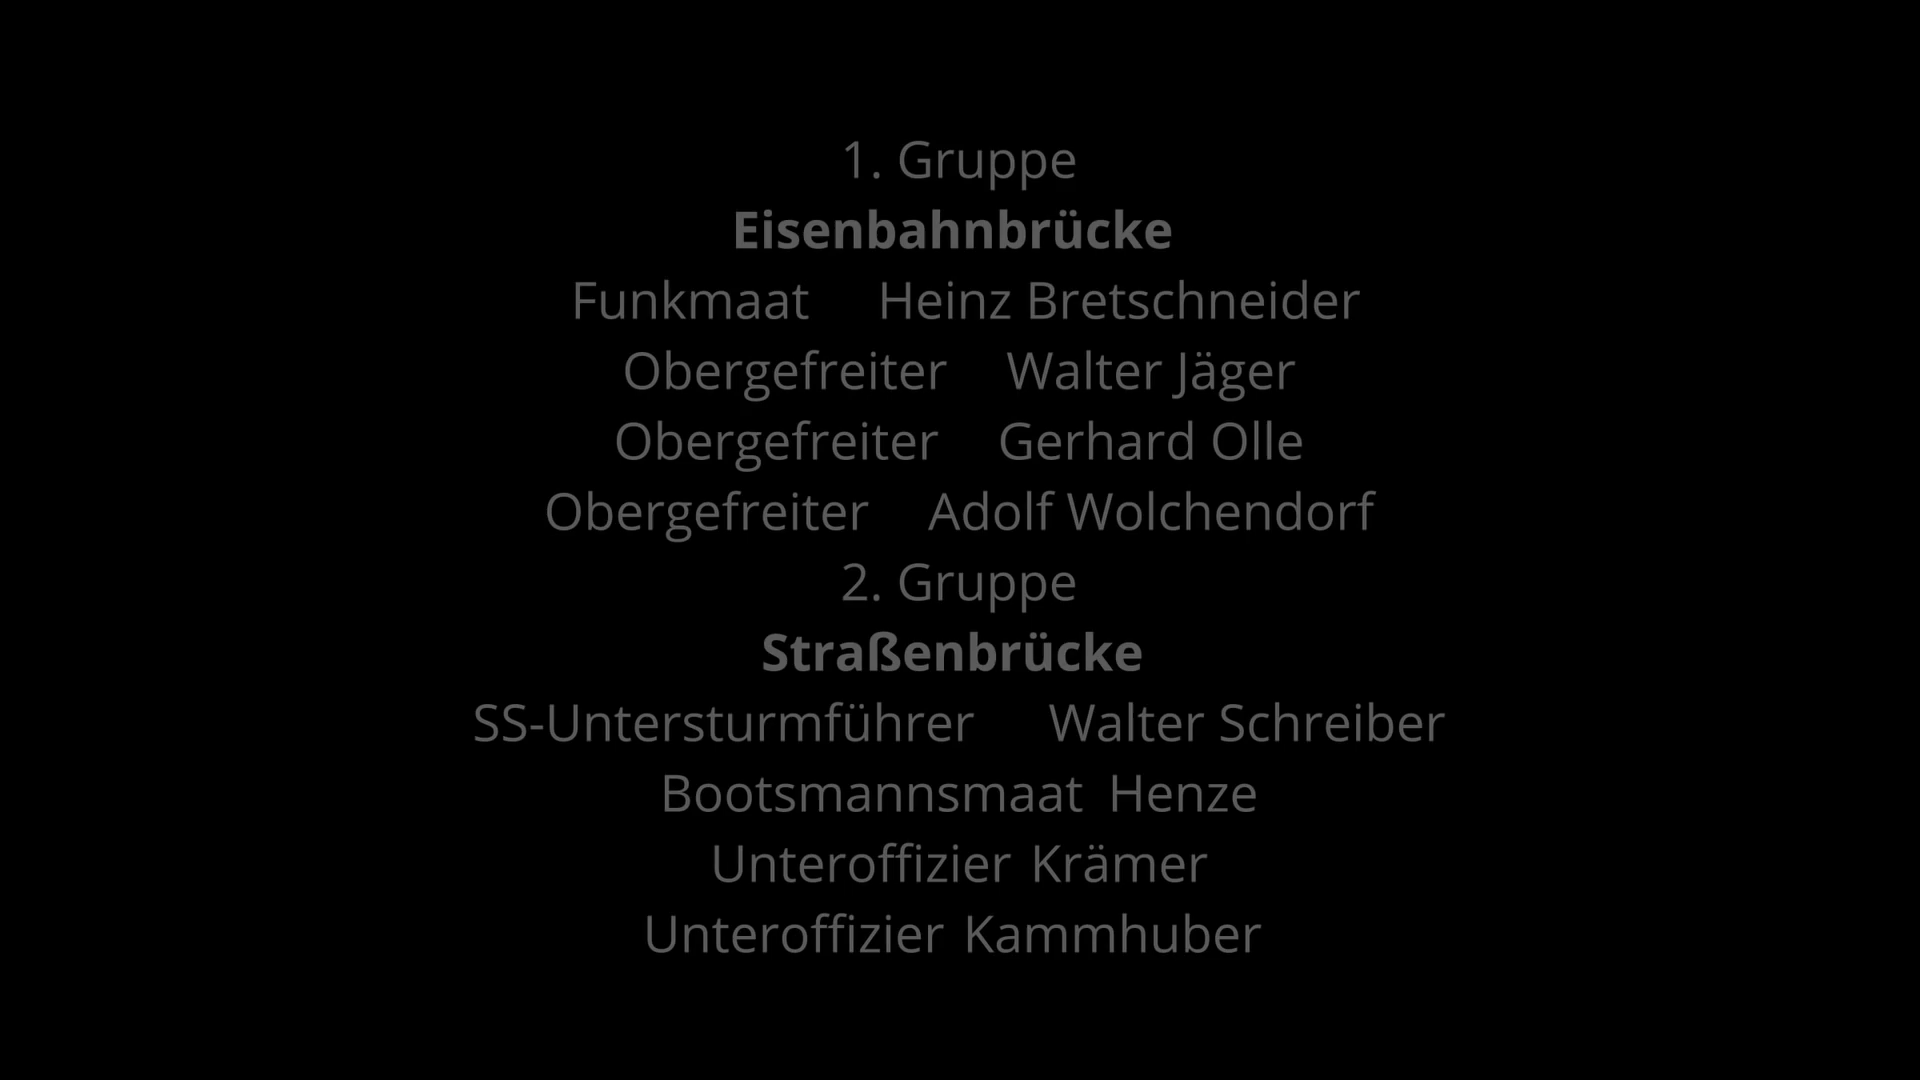 1. Gruppe
Eisenbahnbrücke
Funkmaat Heinz Bretschneider
Obergefreiter Walter Jäger
Obergefreiter Gerhard Olle
Obergefreiter Adolf Wolchendorf
2. Gruppe
Straßenbrücke
SS-Untersturmführer Walter Schreiber
Bootsmannsmaat Henze
Unteroffizier Krämer
Unteroffizier Kammhuber